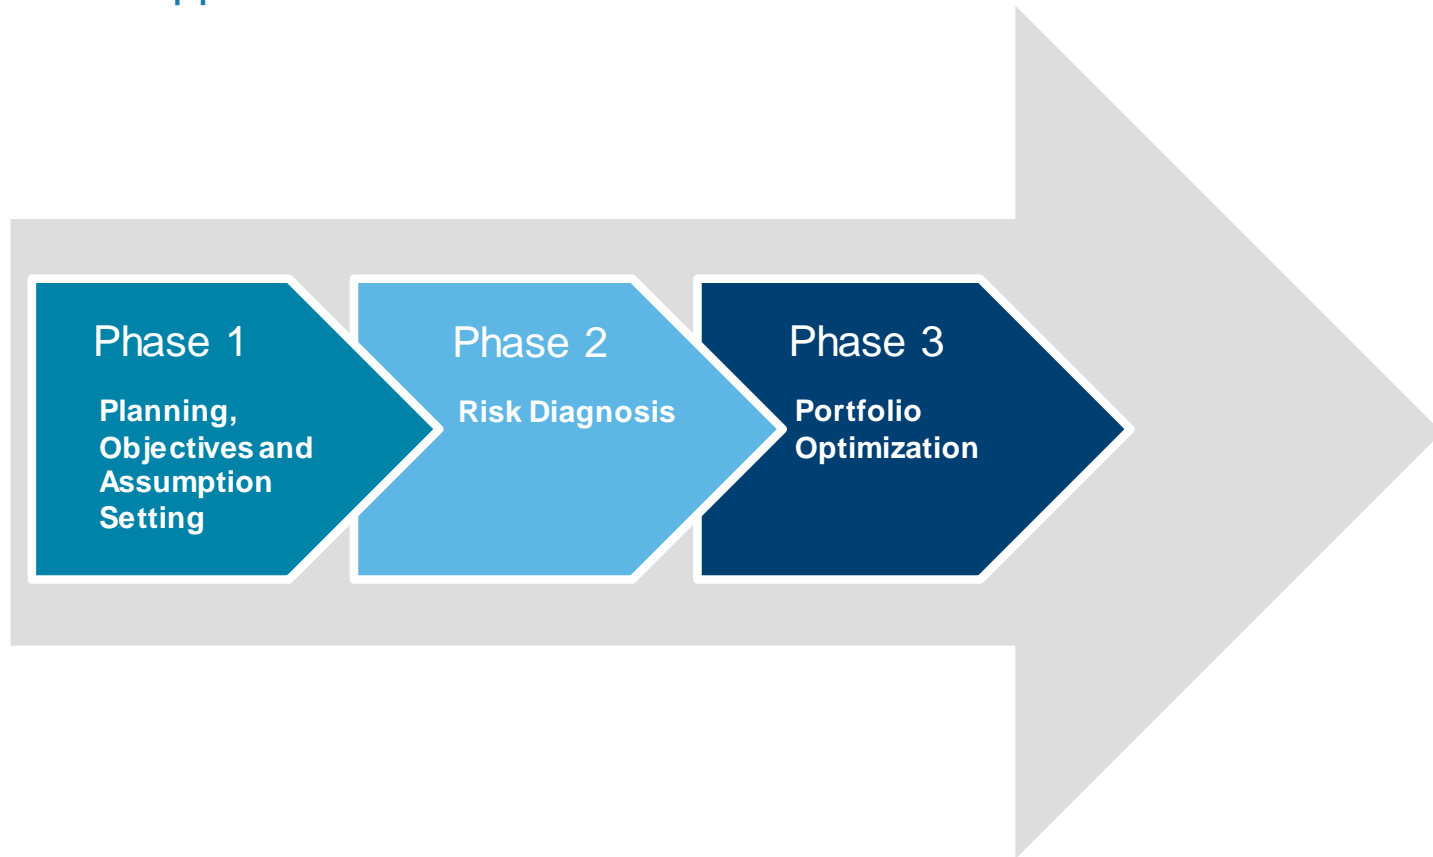 Phase 1
Planning,
Objectives and
Assumption
Setting
Phase 2
Risk Diagnosis
Phase 3
Portfolio
Optimization